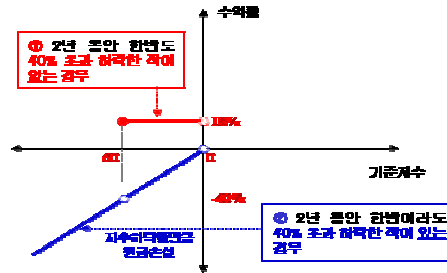 수익률
① 2년 동안 한번도
40% 초과 하락한 적이
없는 경우
10%
기준지수
-40%
지수하락률만큼
원금손실
② 2년 동안 한번이라도
40% 초과 하락한 적이 있는
경우